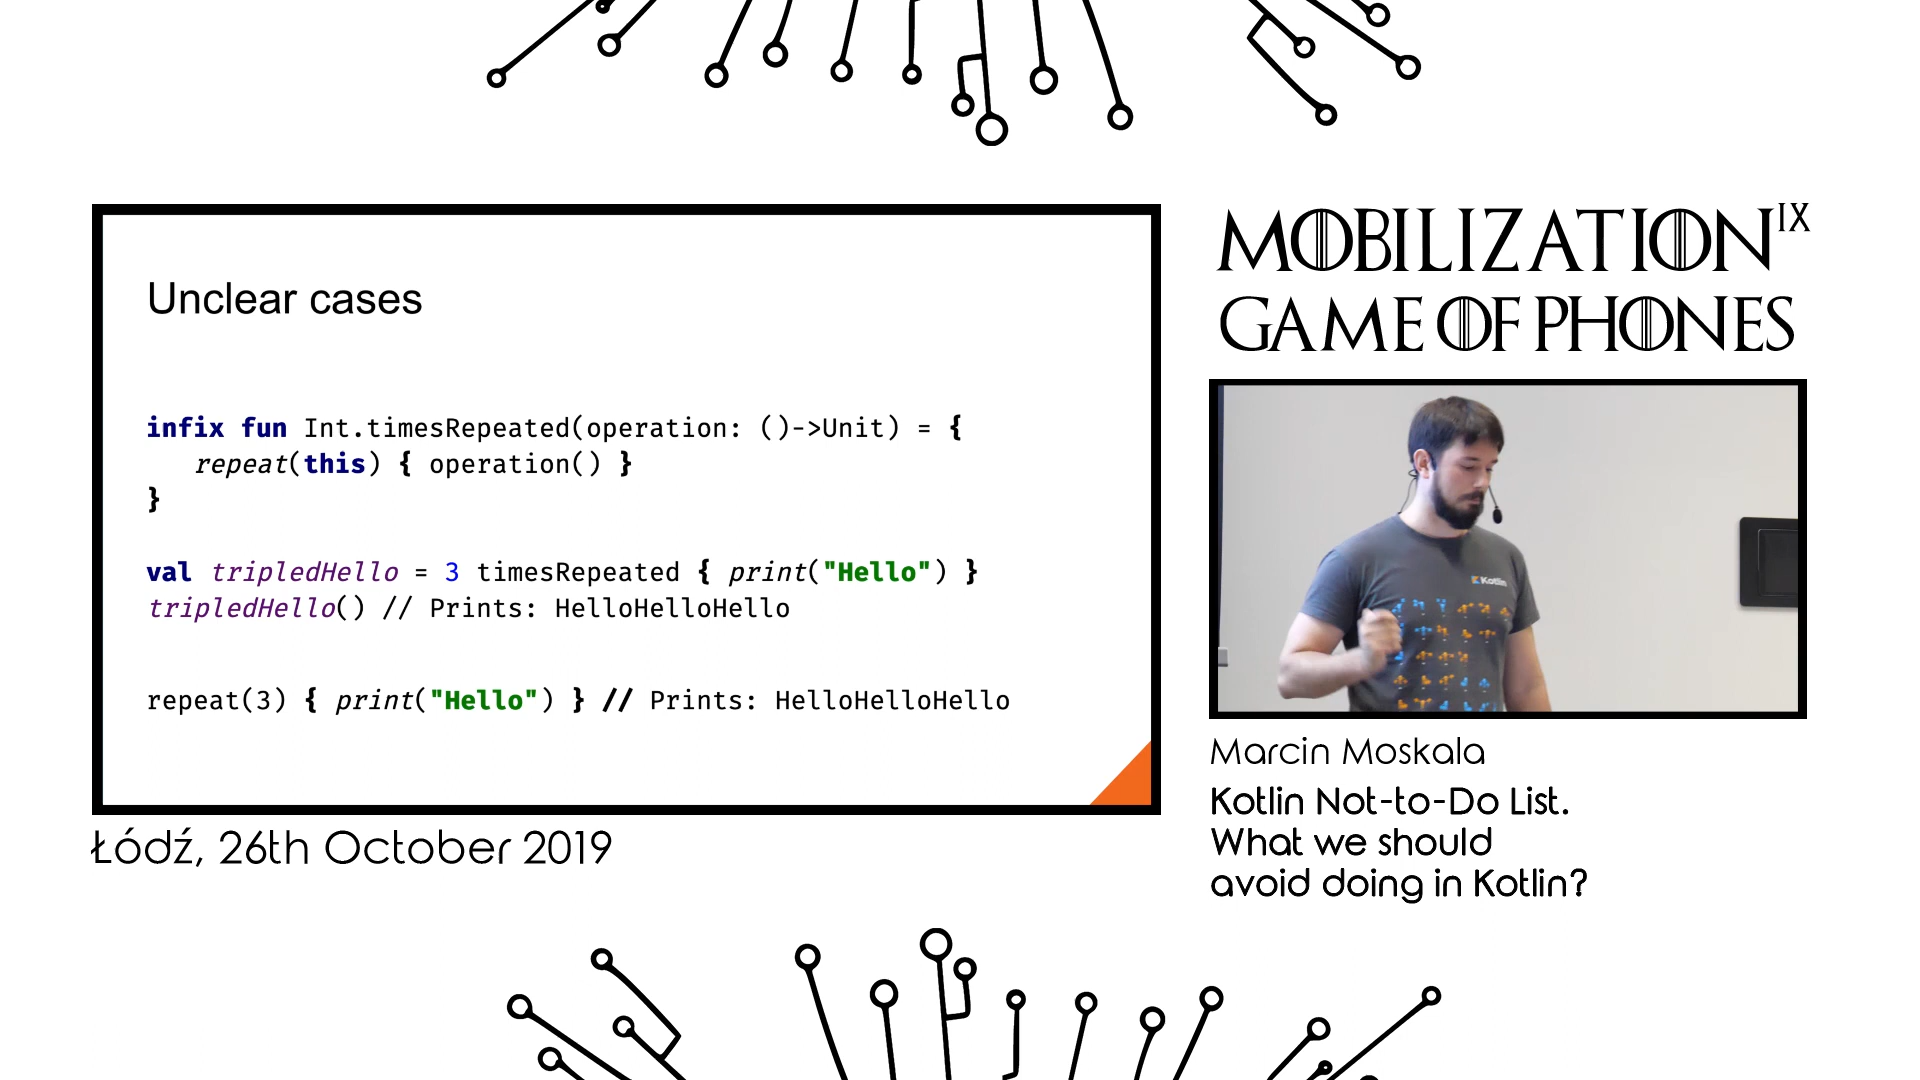 Unclear cases
infix fun Int.timesRepeated(operation: ()->Unit) = {
repeat(this) { operation() }
}
val tripledHello = 3 timesRepeated { print("Hello") }
tripledHello() // Prints: HelloHelloHello
repeat(3) { print("Hello") } // Prints: HelloHelloHello
Łódź, 26th October 2019
MOBILIZATION IX
GAME OF PHONES
Kotlin
Marcin Moskala
Kotlin Not-to-Do List.
What we should
avoid doing in Kotlin?